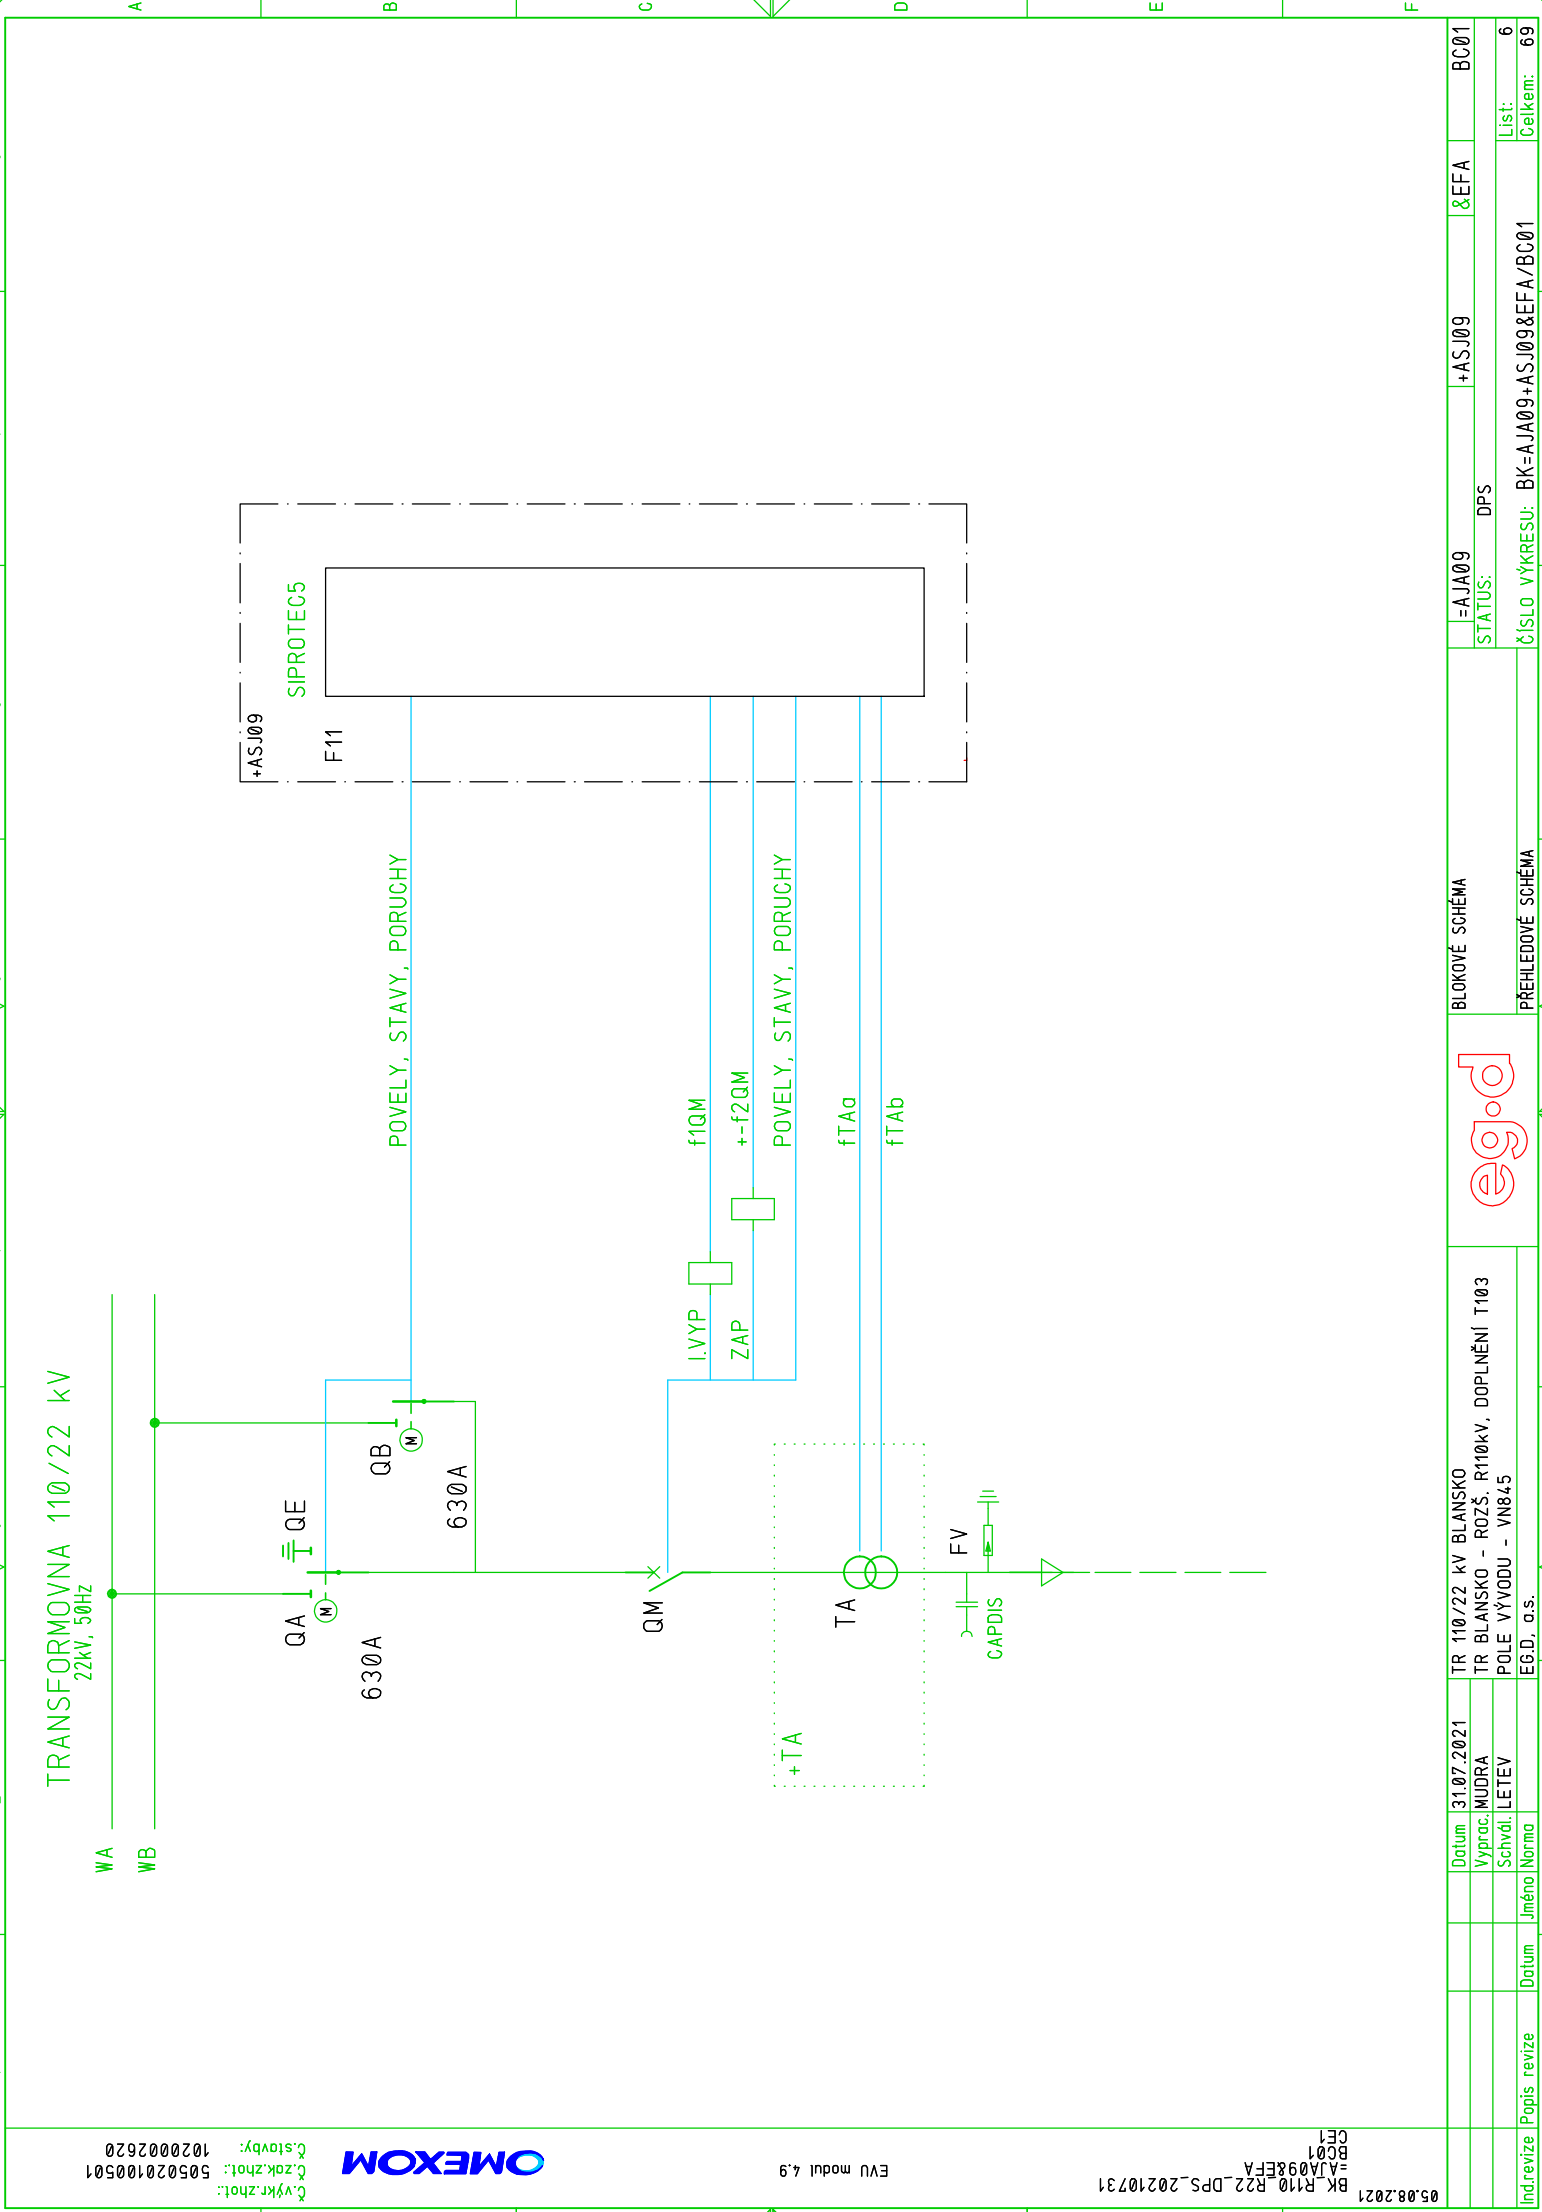 TRANSFORMOVNA 110/22 kV
22kV, 50Hz
WA
WB
QA
QE
QB
630A
630A
M
M
QM
TA
+TA
FV
CAPDIS
POVELY, STAVY, PORUCHY
I.VYP
f1QM
ZAP
+-f2QM
POVELY, STAVY, PORUCHY
fTAa
fTAb
+ASJ09
SIPROTEC5
F11
A
B
C
D
E
F
Č.výkr.zhot.:
Č.zak.zhot.: 505020100501
Č.stavby: 1020002620
OMEXOM
EVU modul 4.9
05.08.2021
BK_R110_R22_DPS_20210731
=AJA09&EFA
BC01
CE1
Ind.revize
Popis revize
Datum
Jméno
Datum 31.07.2021
Vyprac. MUDRA
Schvál. LETEV
Norma
TR 110/22 kV BLANSKO
TR BLANSKO - ROZŠ. R110kV, DOPLNĚNÍ T103
POLE VÝVODU - VN845
EG.D, a.s.
eg·d
BLOKOVÉ SCHÉMA
PŘEHLEDOVÉ SCHÉMA
=AJA09 +ASJ09 &EFA BC01
STATUS: DPS
List: 6
ČÍSLO VÝKRESU: BK=AJA09+ASJ09&EFA/BC01
Celkem: 69